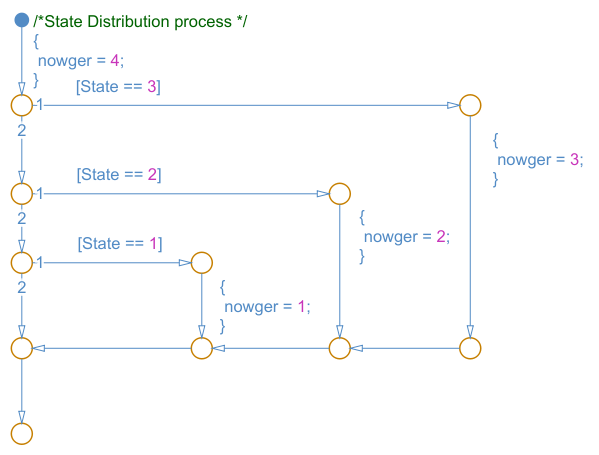 /*State Distribution process */
{
nowger = 4;
}
[State == 3]
1
2
{
nowger = 3;
}
[State == 2]
1
2
{
nowger = 2;
}
[State == 1]
1
2
{
nowger = 1;
}